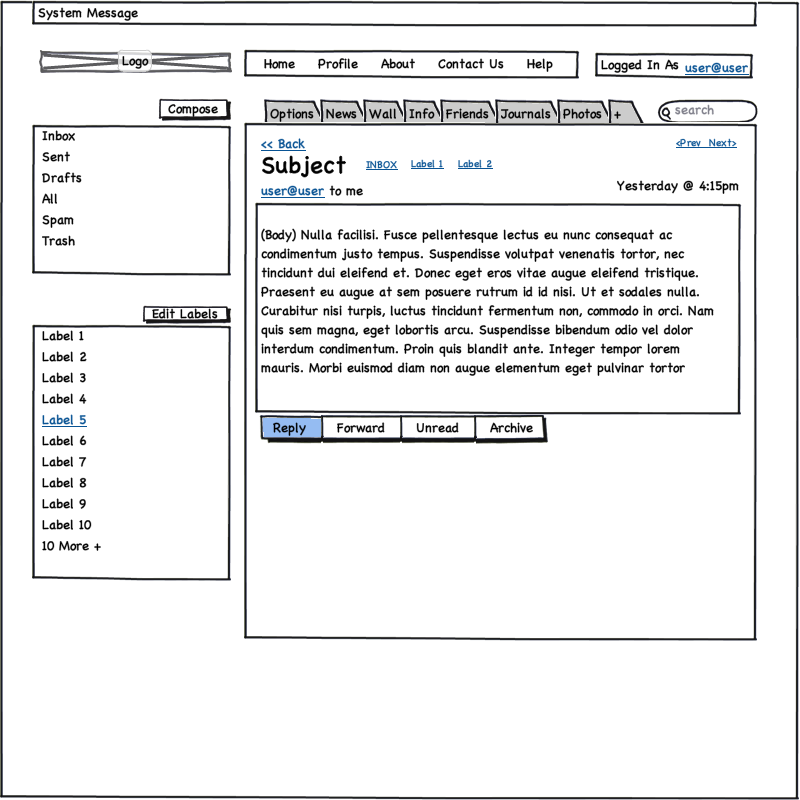 System Message
Logo
Home Profile About Contact Us Help
Logged In As user@user
Compose
Options News Wall Info Friends Journals Photos +
search
Inbox
Sent
Drafts
All
Spam
Trash
Edit Labels
Label 1
Label 2
Label 3
Label 4
Label 5
Label 6
Label 7
Label 8
Label 9
Label 10
10 More +
<< Back
<Prev Next>
Subject INBOX Label 1 Label 2
user@user to me
Yesterday @ 4:15pm
(Body) Nulla facilisi. Fusce pellentesque lectus eu nunc consequat ac
condimentum justo tempus. Suspendisse volutpat venenatis tortor, nec
tincidunt dui eleifend et. Donec eget eros vitae augue eleifend tristique.
Praesent eu augue at sem posuere rutrum id id nisi. Ut et sodales nulla.
Curabitur nisi turpis, luctus tincidunt fermentum non, commodo in orci. Nam
quis sem magna, eget lobortis arcu. Suspendisse bibendum odio vel dolor
interdum condimentum. Proin quis blandit ante. Integer tempor lorem
mauris. Morbi euismod diam non augue elementum eget pulvinar tortor
Reply Forward Unread Archive